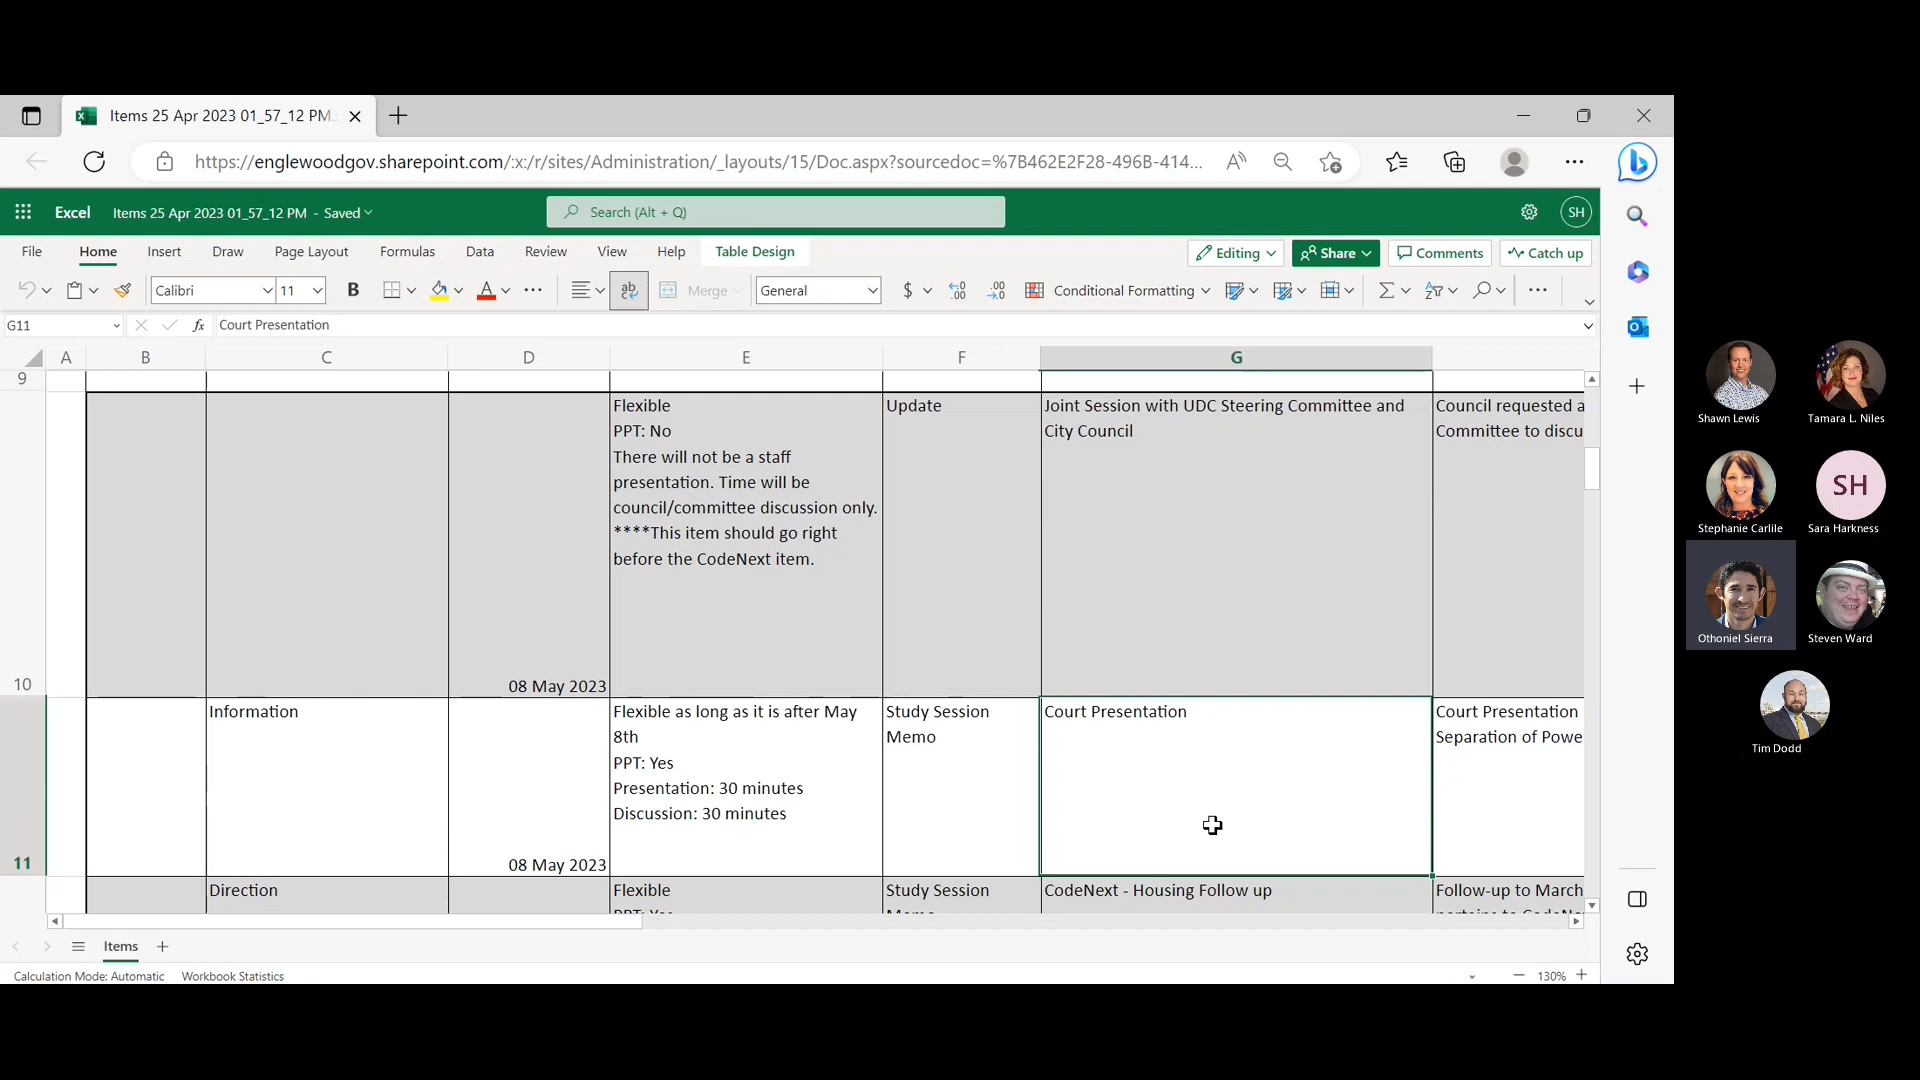 Items 25 Apr 2023 01_57_12 PM.
https://englewoodgov.sharepoint.com/:x:/r/sites/Administration/_layouts/15/Doc.aspx?sourcedoc=%7B462E2F28-496B-414...
Excel Items 25 Apr 2023 01_57_12 PM - Saved
Search (Alt + Q)
SH
File Home Insert Draw Page Layout Formulas Data Review View Help Table Design
Editing Share Comments Catch up
Calibri 11 B A ab Merge General $ .00 .00 Conditional Formatting
G11 fx Court Presentation
A B C D E F G
9
10
08 May 2023
Flexible
PPT: No
There will not be a staff
presentation. Time will be
council/committee discussion only.
****This item should go right
before the CodeNext item.
Update
Joint Session with UDC Steering Committee and
City Council
Council requested a
Committee to discu
11
Information
08 May 2023
Flexible as long as it is after May
8th
PPT: Yes
Presentation: 30 minutes
Discussion: 30 minutes
Study Session
Memo
Court Presentation
Court Presentation
Separation of Powe
Direction
Flexible
PPT: Yes
Study Session
Memo
CodeNext - Housing Follow up
Follow-up to March
Items
Calculation Mode: Automatic Workbook Statistics
130%
Shawn Lewis
Tamara L. Niles
Stephanie Carlile
SH
Sara Harkness
Othoniel Sierra
Steven Ward
Tim Dodd